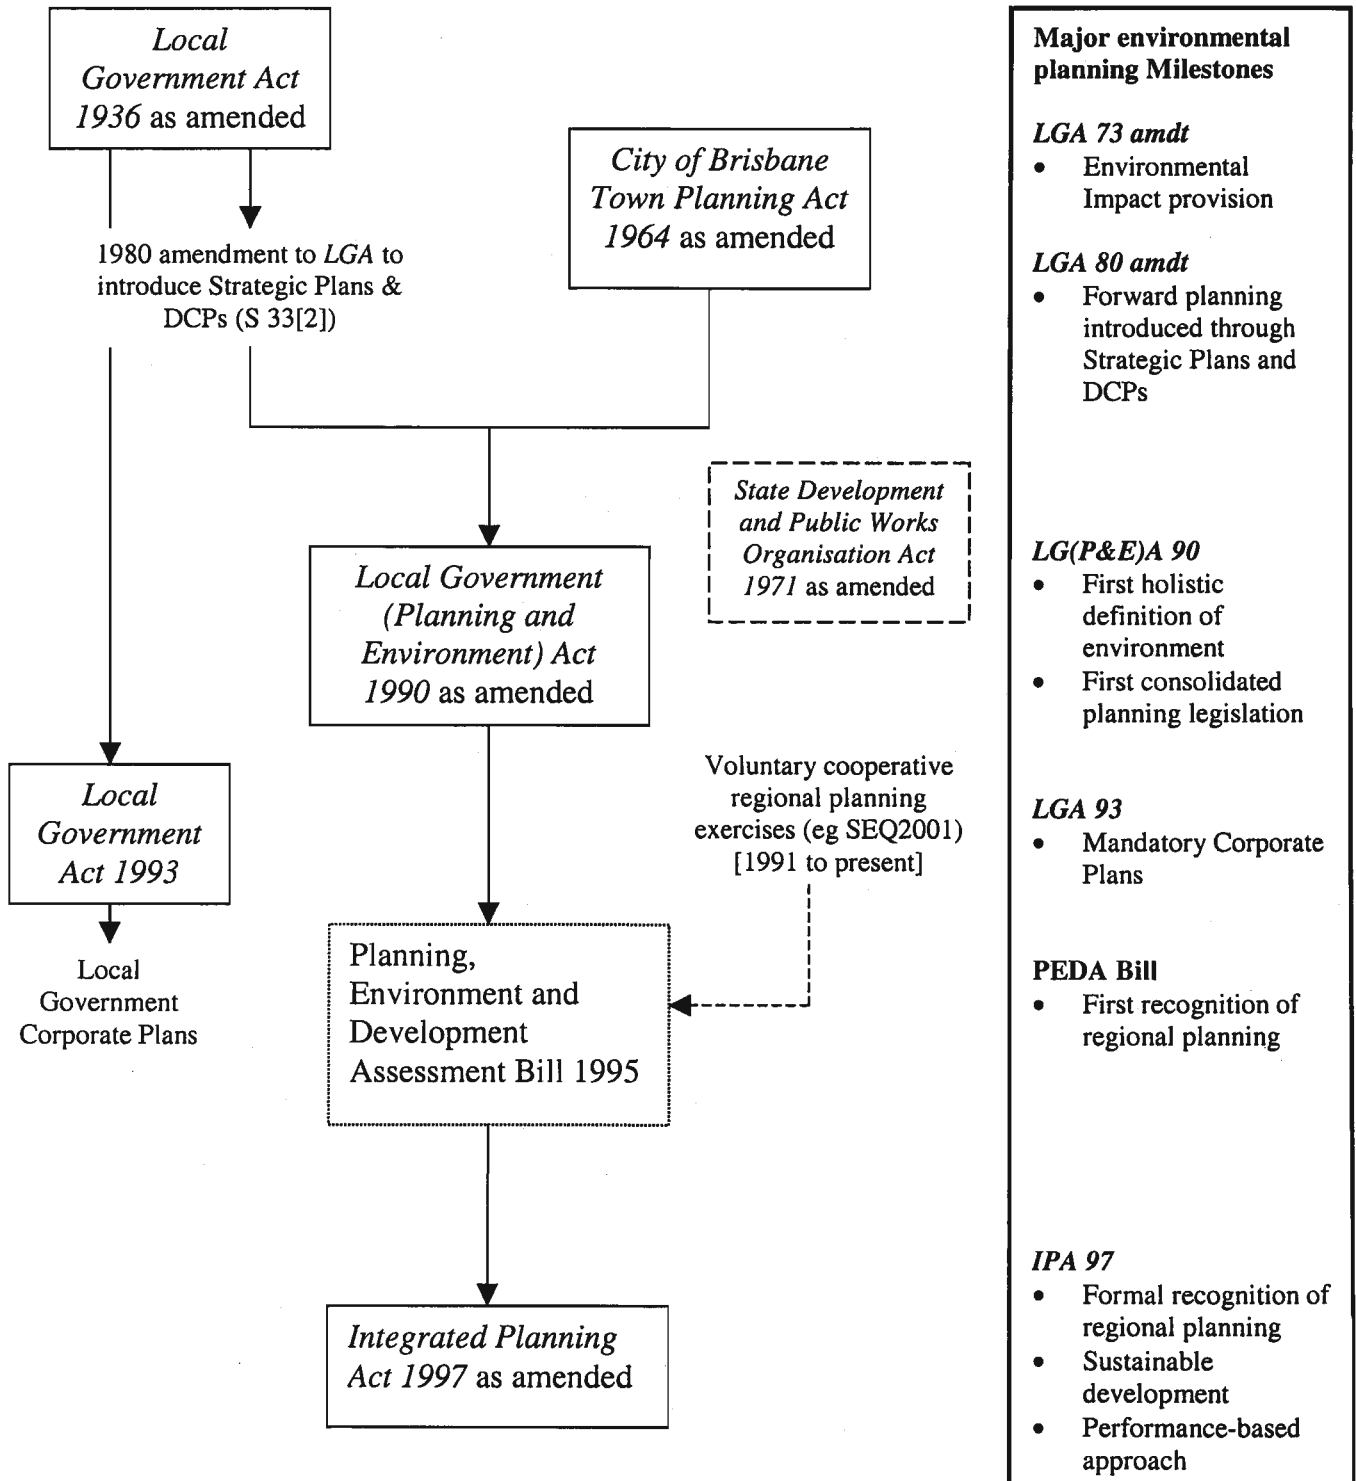 Local
Government Act
1936 as amended
City of Brisbane
Town Planning Act
1964 as amended
1980 amendment to LGA to
introduce Strategic Plans &
DCPs (S 33[2])
State Development
and Public Works
Organisation Act
1971 as amended
Local Government
(Planning and
Environment) Act
1990 as amended
Local
Government
Act 1993
Voluntary cooperative
regional planning
exercises (eg SEQ2001)
[1991 to present]
Local
Government
Corporate Plans
Planning,
Environment and
Development
Assessment Bill 1995
Integrated Planning
Act 1997 as amended
Major environmental
planning Milestones
LGA 73 amdt
• Environmental
Impact provision
LGA 80 amdt
• Forward planning
introduced through
Strategic Plans and
DCPs
LG(P&E)A 90
• First holistic
definition of
environment
• First consolidated
planning legislation
LGA 93
• Mandatory Corporate
Plans
PEDA Bill
• First recognition of
regional planning
IPA 97
• Formal recognition of
regional planning
• Sustainable
development
• Performance-based
approach